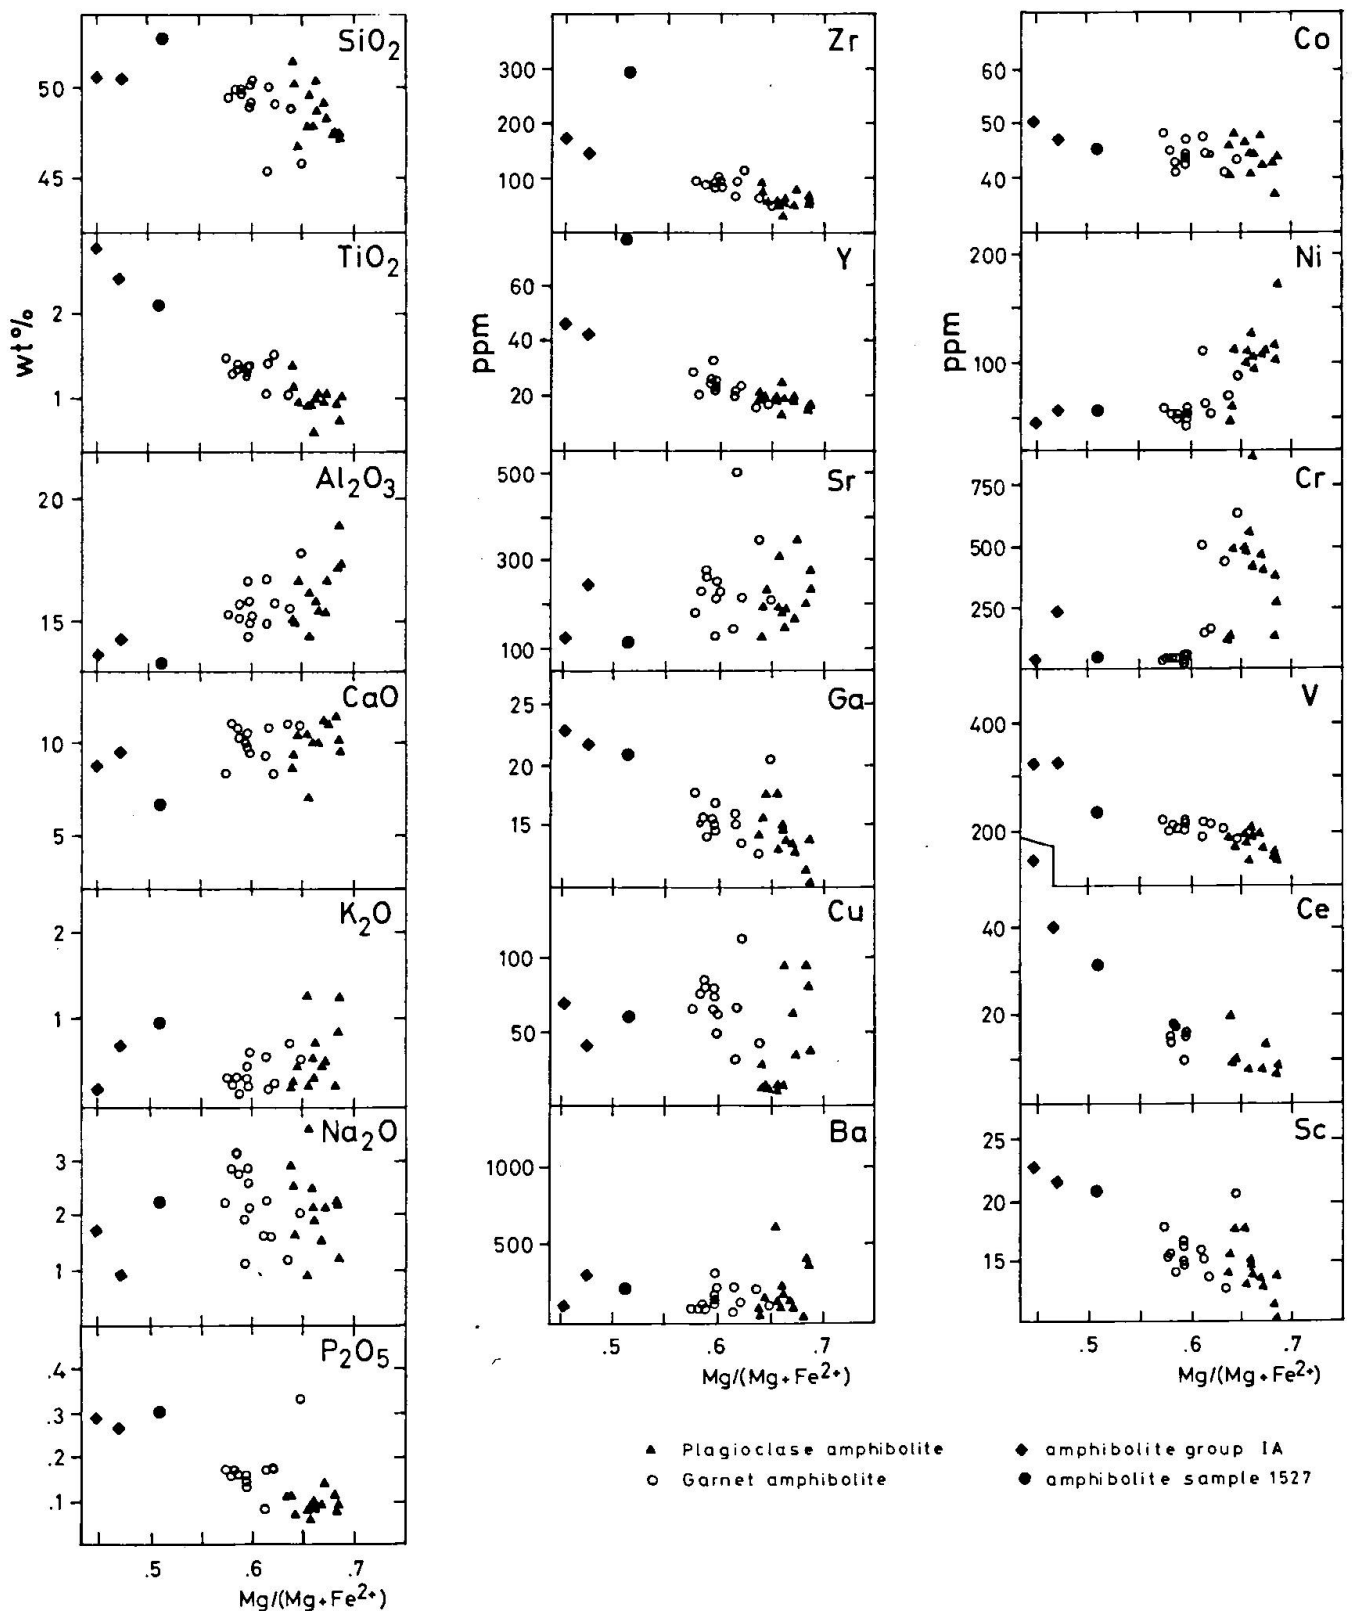 SiO2
50
45
TiO2
wt%
2
1
Al2O3
20
15
CaO
10
5
K2O
2
1
Na2O
3
2
1
P2O5
.4
.3
.2
.1
.5 .6 .7
Mg/(Mg+Fe2+)
Zr
300
200
100
Y
ppm
60
40
20
Sr
500
300
100
Ga
25
20
15
Cu
100
50
Ba
1000
500
.5 .6 .7
Mg/(Mg+Fe2+)
Co
60
50
40
Ni
ppm
200
100
Cr
750
500
250
V
400
200
Ce
40
20
Sc
25
20
15
.5 .6 .7
Mg/(Mg+Fe2+)
▲ Plagioclase amphibolite
○ Garnet amphibolite
◆ amphibolite group IA
● amphibolite sample 1527